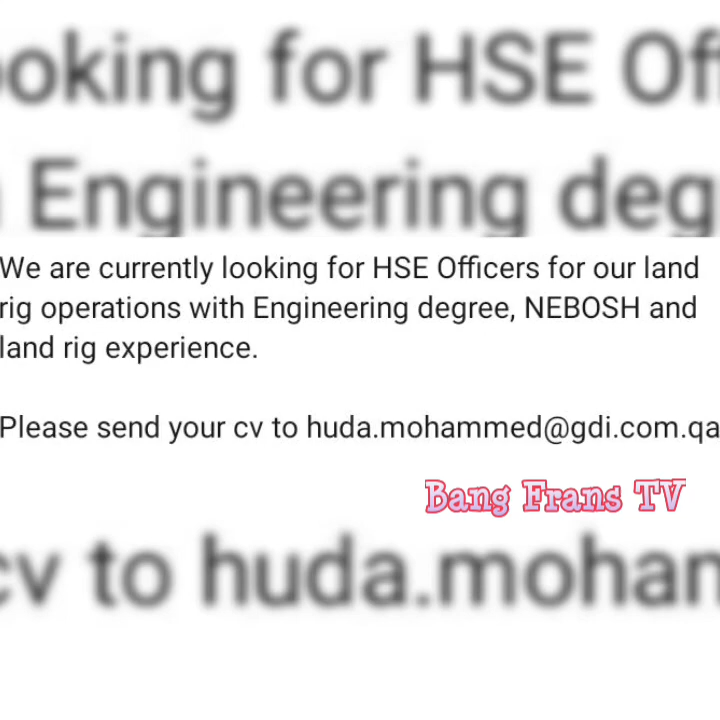 ooking for HSE Of
Engineering deg
We are currently looking for HSE Officers for our land
rig operations with Engineering degree, NEBOSH and
land rig experience.
Please send your cv to huda.mohammed@gdi.com.qa
Bang Frans TV
cv to huda.mohan